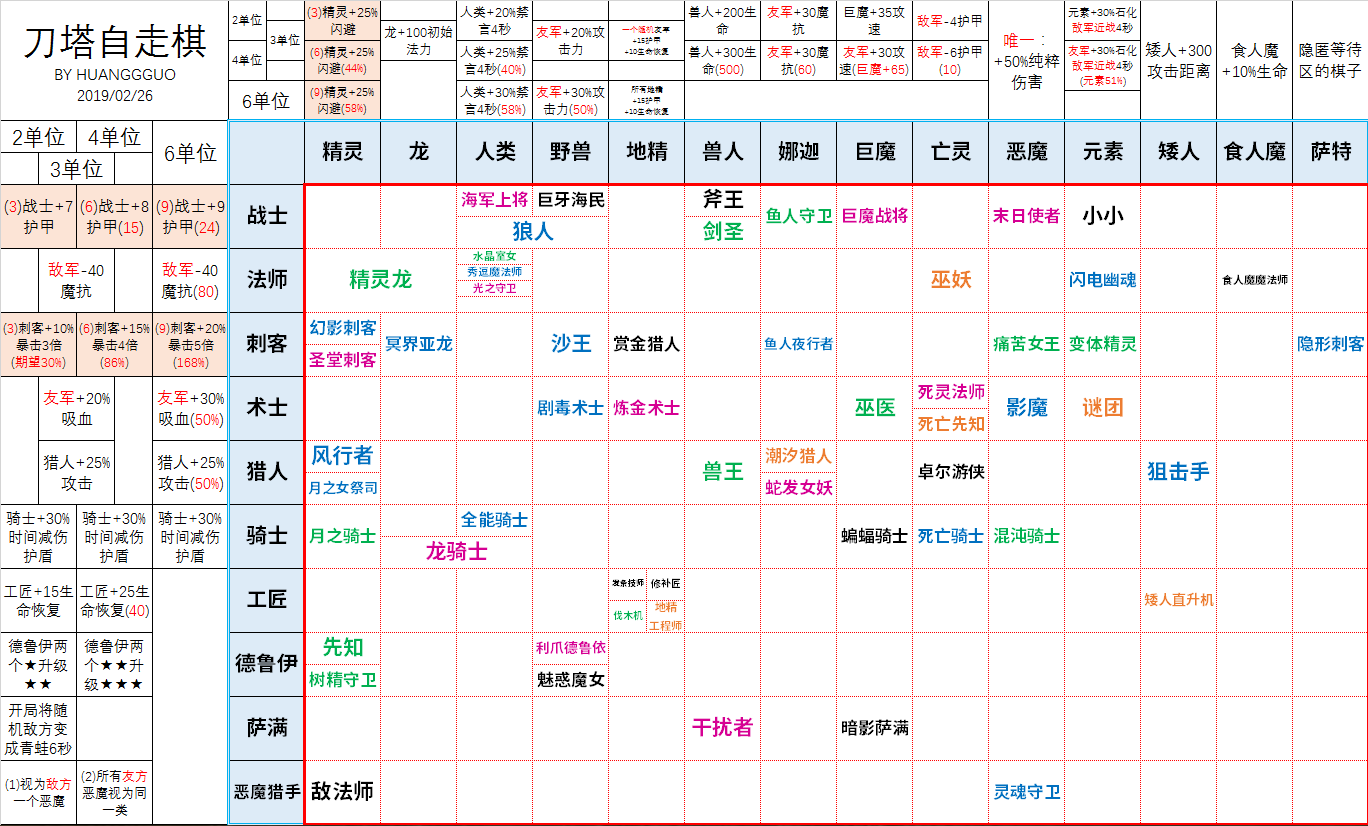 刀塔自走棋
BY HUANGGGUO
2019/02/26
2单位
3单位
4单位
6单位
(3)精灵+25%
闪避
(6)精灵+25%
闪避(44%)
(9)精灵+25%
闪避(58%)
龙+100初始
法力
人类+20%禁
言4秒
人类+25%禁
言4秒(40%)
人类+30%禁
言4秒(58%)
友军+20%攻
击力
友军+30%攻
击力(50%)
一个随机友军
+15护甲
+10生命恢复
所有地精
+15护甲
+10生命恢复
兽人+200生
命
兽人+300生
命(500)
友军+30魔
抗
友军+30魔
抗(60)
巨魔+35攻
速
友军+30攻
速(巨魔+65)
敌军-4护甲
敌军-6护甲
(10)
唯一：
+50%纯粹
伤害
元素+30%石化
敌军近战4秒
友军+30%石化
敌军近战4秒
(元素51%)
矮人+300
攻击距离
食人魔
+10%生命
隐匿等待
区的棋子
2单位 4单位
3单位
6单位
精灵 龙 人类 野兽 地精 兽人 娜迦 巨魔 亡灵 恶魔 元素 矮人 食人魔 萨特
(3)战士+7
护甲
(6)战士+8
护甲(15)
(9)战士+9
护甲(24)
战士
海军上将
巨牙海民
狼人
斧王
剑圣
鱼人守卫
巨魔战将
末日使者
小小
敌军-40
魔抗
敌军-40
魔抗(80)
法师
精灵龙
水晶室女
秀逗魔法师
光之守卫
巫妖
闪电幽魂
食人魔魔法师
(3)刺客+10%
暴击3倍
(期望30%)
(6)刺客+15%
暴击4倍
(86%)
(9)刺客+20%
暴击5倍
(168%)
刺客
幻影刺客
圣堂刺客
冥界亚龙
沙王
赏金猎人
鱼人夜行者
痛苦女王
变体精灵
隐形刺客
友军+20%
吸血
友军+30%
吸血(50%)
术士
剧毒术士
炼金术士
巫医
死灵法师
死亡先知
影魔
谜团
猎人+25%
攻击
猎人+25%
攻击(50%)
猎人
风行者
月之女祭司
兽王
潮汐猎人
蛇发女妖
卓尔游侠
狙击手
骑士+30%
时间减伤
护盾
骑士+30%
时间减伤
护盾
骑士+30%
时间减伤
护盾
骑士
月之骑士
全能骑士
龙骑士
蝙蝠骑士
死亡骑士
混沌骑士
工匠+15生
命恢复
工匠+25生
命恢复(40)
工匠
发条技师
修补匠
伐木机
地精
工程师
矮人直升机
德鲁伊两
个★升级
★★
德鲁伊两
个★★升
级★★★
德鲁伊
先知
树精守卫
利爪德鲁依
魅惑魔女
开局将随
机敌方变
成青蛙6秒
萨满
干扰者
暗影萨满
(1)视为敌方
一个恶魔
(2)所有友方
恶魔视为同
一类
恶魔猎手
敌法师
灵魂守卫